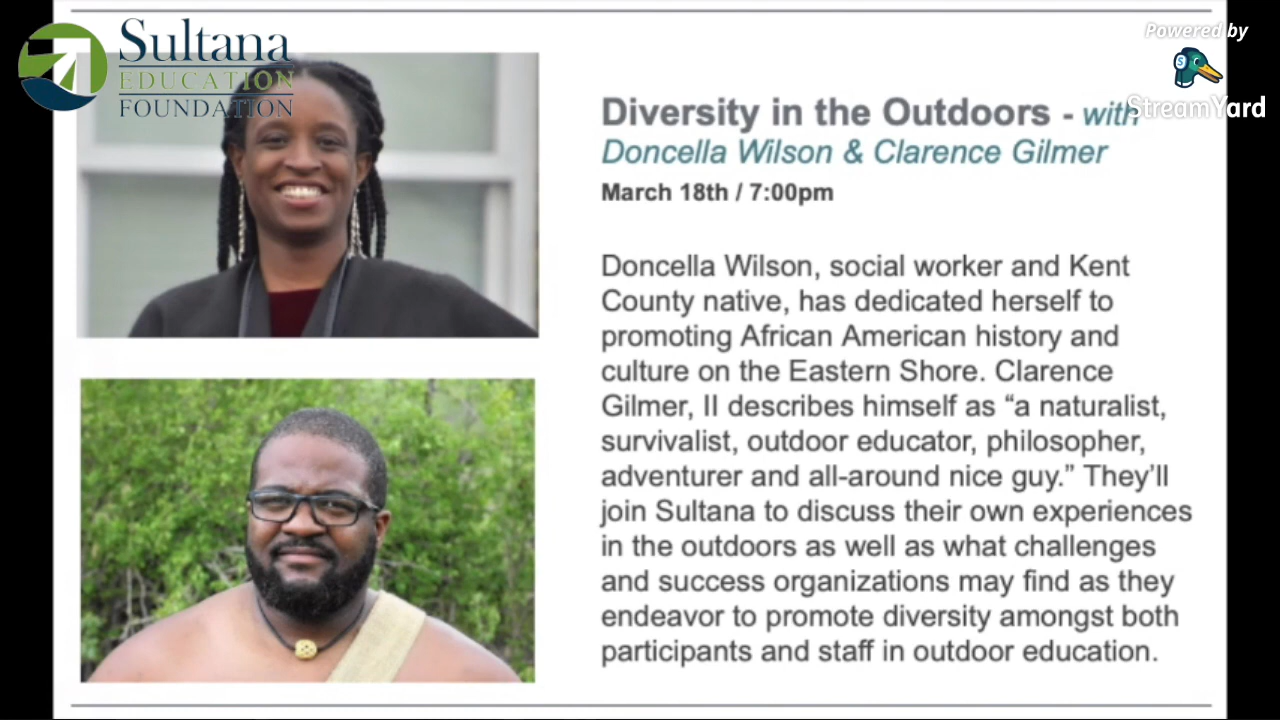 Sultana
EDUCATION
FOUNDATION
Powered by
S
StreamYard
Diversity in the Outdoors - with
Doncella Wilson & Clarence Gilmer
March 18th / 7:00pm
Doncella Wilson, social worker and Kent
County native, has dedicated herself to
promoting African American history and
culture on the Eastern Shore. Clarence
Gilmer, II describes himself as “a naturalist,
survivalist, outdoor educator, philosopher,
adventurer and all-around nice guy.” They’ll
join Sultana to discuss their own experiences
in the outdoors as well as what challenges
and success organizations may find as they
endeavor to promote diversity amongst both
participants and staff in outdoor education.